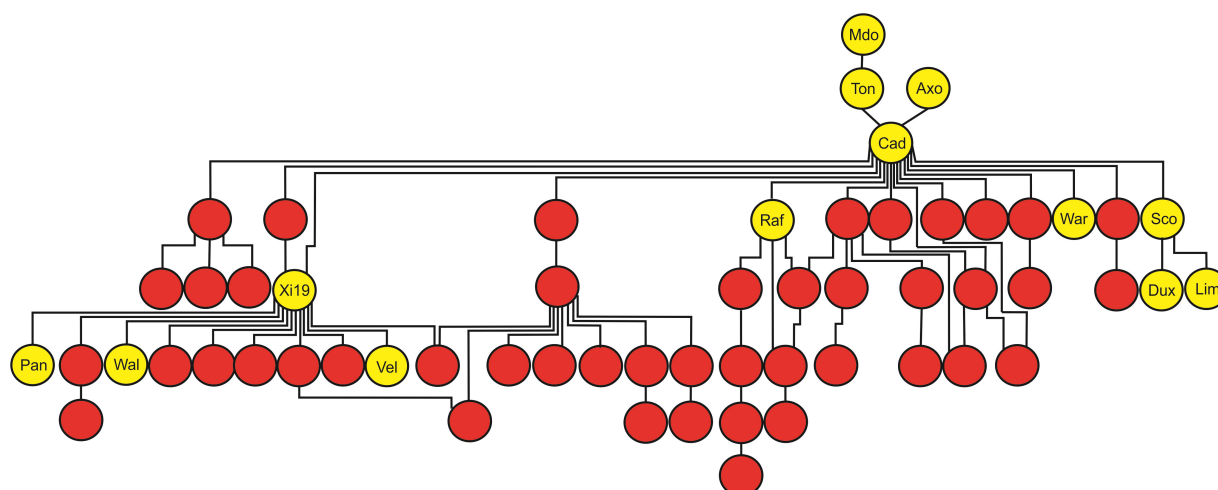 Mdo
Ton
Axo
Cad
Raf
War
Sco
Xi19
Dux
Lim
Pan
Wal
Vel